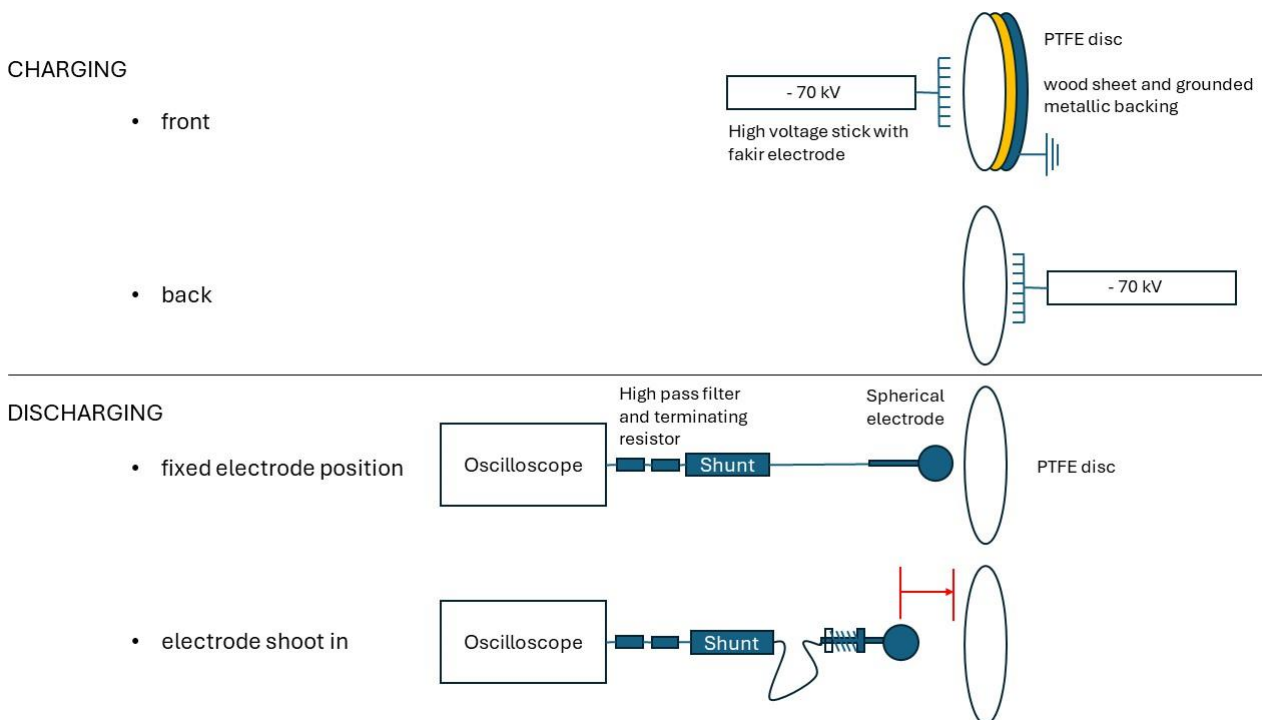 CHARGING
• front
- 70 kV
High voltage stick with
fakir electrode
PTFE disc
wood sheet and grounded
metallic backing
• back
- 70 kV
DISCHARGING
• fixed electrode position
Oscilloscope
High pass filter
and terminating
resistor
Shunt
Spherical
electrode
PTFE disc
• electrode shoot in
Oscilloscope
Shunt